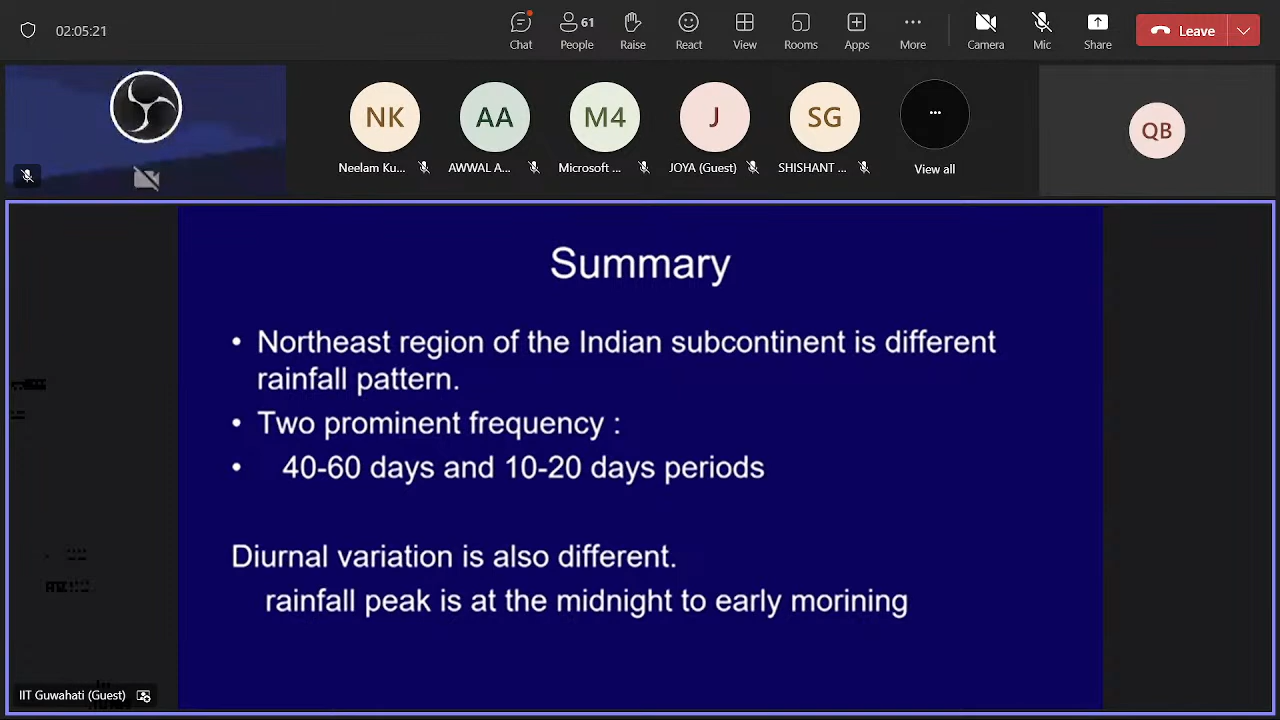 02:05:21
Chat
61
People
Raise
React
View
Rooms
Apps
More
Camera
Mic
Share
Leave
NK
AA
M4
J
SG
...
QB
Neelam Ku...
AWWAL A...
Microsoft ...
JOYA (Guest)
SHISHANT ...
View all
Summary
• Northeast region of the Indian subcontinent is different
rainfall pattern.
• Two prominent frequency :
• 40-60 days and 10-20 days periods
Diurnal variation is also different.
rainfall peak is at the midnight to early morining
IIT Guwahati (Guest)